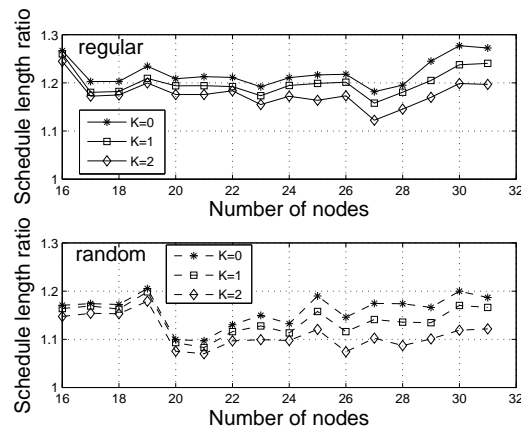 Schedule length ratio
1.3
1.2
1.1
1
regular
K=0
K=1
K=2
16 18 20 22 24 26 28 30 32
Number of nodes
Schedule length ratio
1.3
1.2
1.1
1
random
K=0
K=1
K=2
16 18 20 22 24 26 28 30 32
Number of nodes